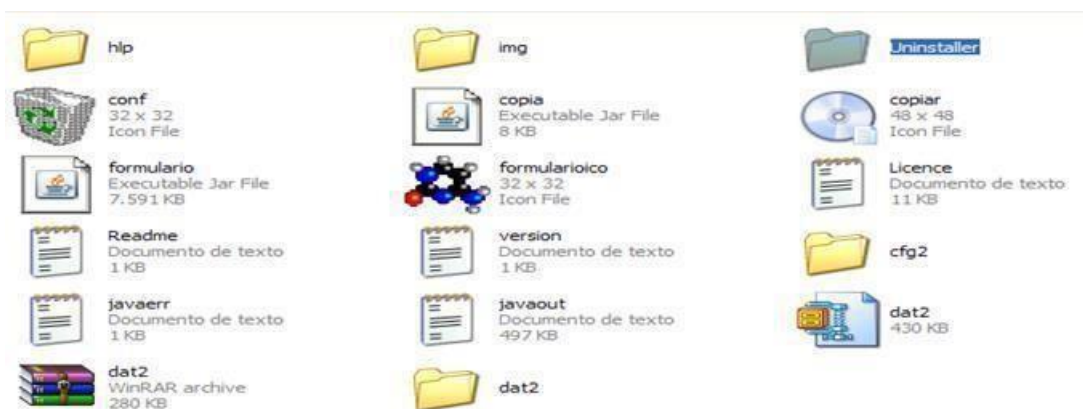 hlp
img
Uninstaller
conf
32 x 32
Icon File
copia
Executable Jar File
8 KB
copiar
48 x 48
Icon File
formulario
Executable Jar File
7.591 KB
formularioico
32 x 32
Icon File
Licence
Documento de texto
11 KB
Readme
Documento de texto
1 KB
version
Documento de texto
1 KB
cfg2
javaerr
Documento de texto
1 KB
javaout
Documento de texto
497 KB
dat2
430 KB
dat2
WinRAR archive
280 KB
dat2